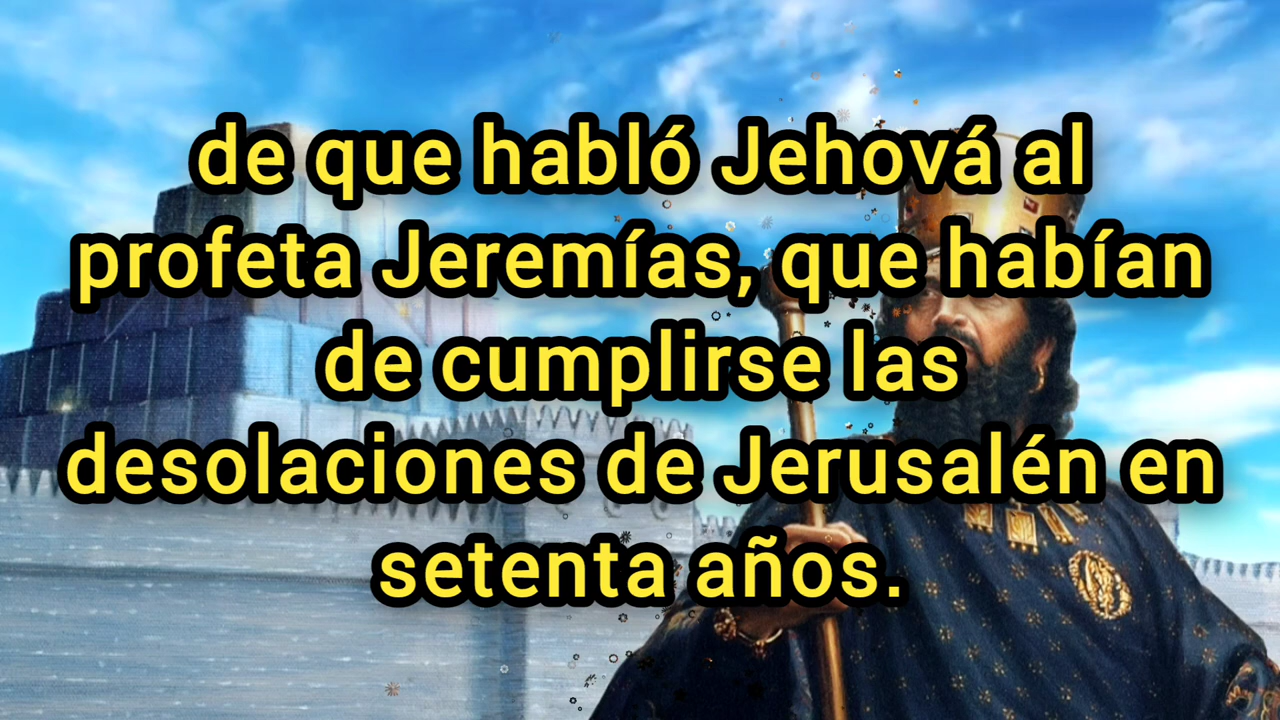 de que habló Jehová al
profeta Jeremías, que habían
de cumplirse las
desolaciones de Jerusalén en
setenta años.